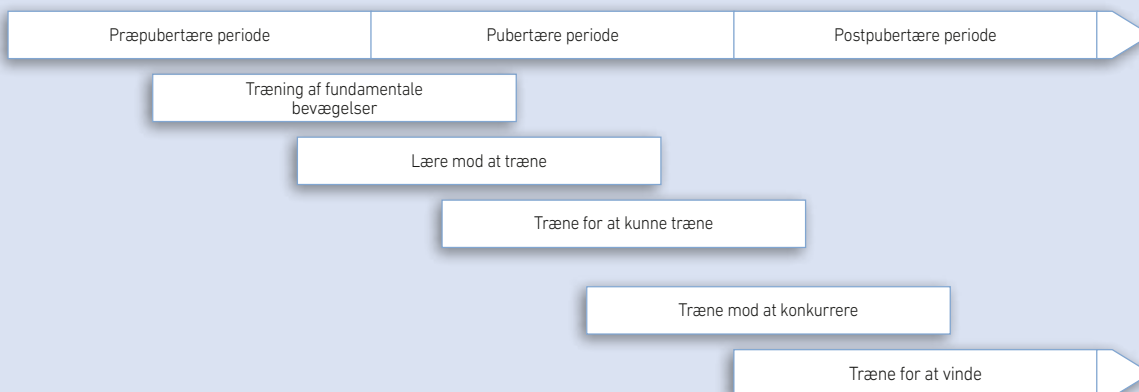 Præpubertære periode
Pubertære periode
Postpubertære periode
Træning af fundamentale
bevægelser
Lære mod at træne
Træne for at kunne træne
Træne mod at konkurrere
Træne for at vinde